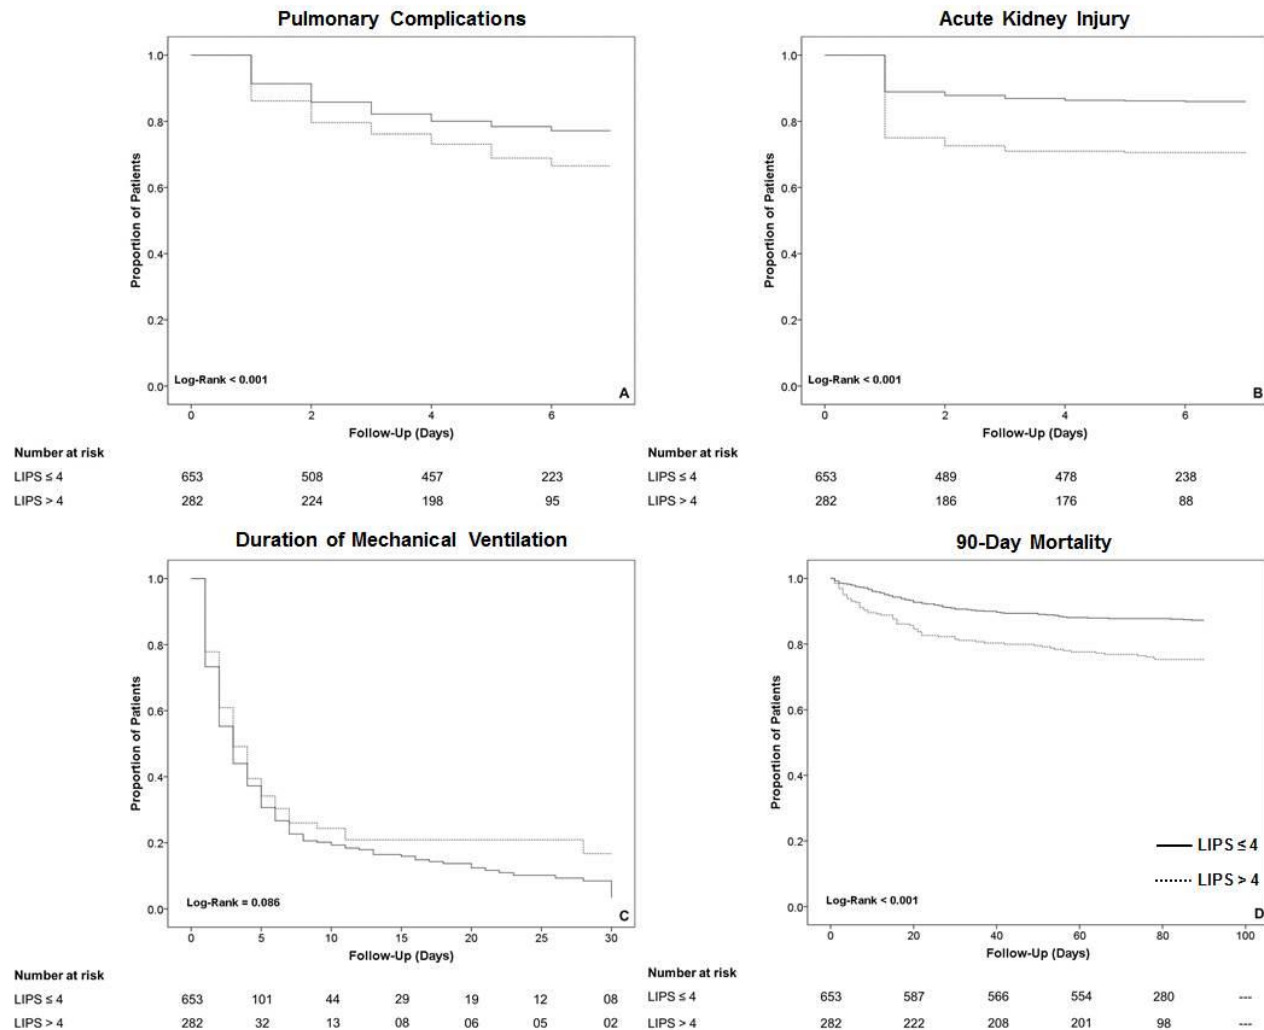 Pulmonary Complications
Proportion of Patients
1.0
0.8
0.6
0.4
0.2
0.0
Log-Rank < 0.001
A
0 2 4 6
Follow-Up (Days)
Number at risk
LIPS ≤ 4 653 508 457 223
LIPS > 4 282 224 198 95
Acute Kidney Injury
Proportion of Patients
1.0
0.8
0.6
0.4
0.2
0.0
Log-Rank < 0.001
B
0 2 4 6
Follow-Up (Days)
Number at risk
LIPS ≤ 4 653 489 478 238
LIPS > 4 282 186 176 88
Duration of Mechanical Ventilation
Proportion of Patients
1.0
0.8
0.6
0.4
0.2
0.0
Log-Rank = 0.086
C
0 5 10 15 20 25 30
Follow-Up (Days)
Number at risk
LIPS ≤ 4 653 101 44 29 19 12 08
LIPS > 4 282 32 13 08 06 05 02
90-Day Mortality
Proportion of Patients
1.0
0.8
0.6
0.4
0.2
0.0
LIPS ≤ 4
LIPS > 4
Log-Rank < 0.001
D
0 20 40 60 80 100
Follow-Up (Days)
Number at risk
LIPS ≤ 4 653 587 566 554 280 ---
LIPS > 4 282 222 208 201 98 ---